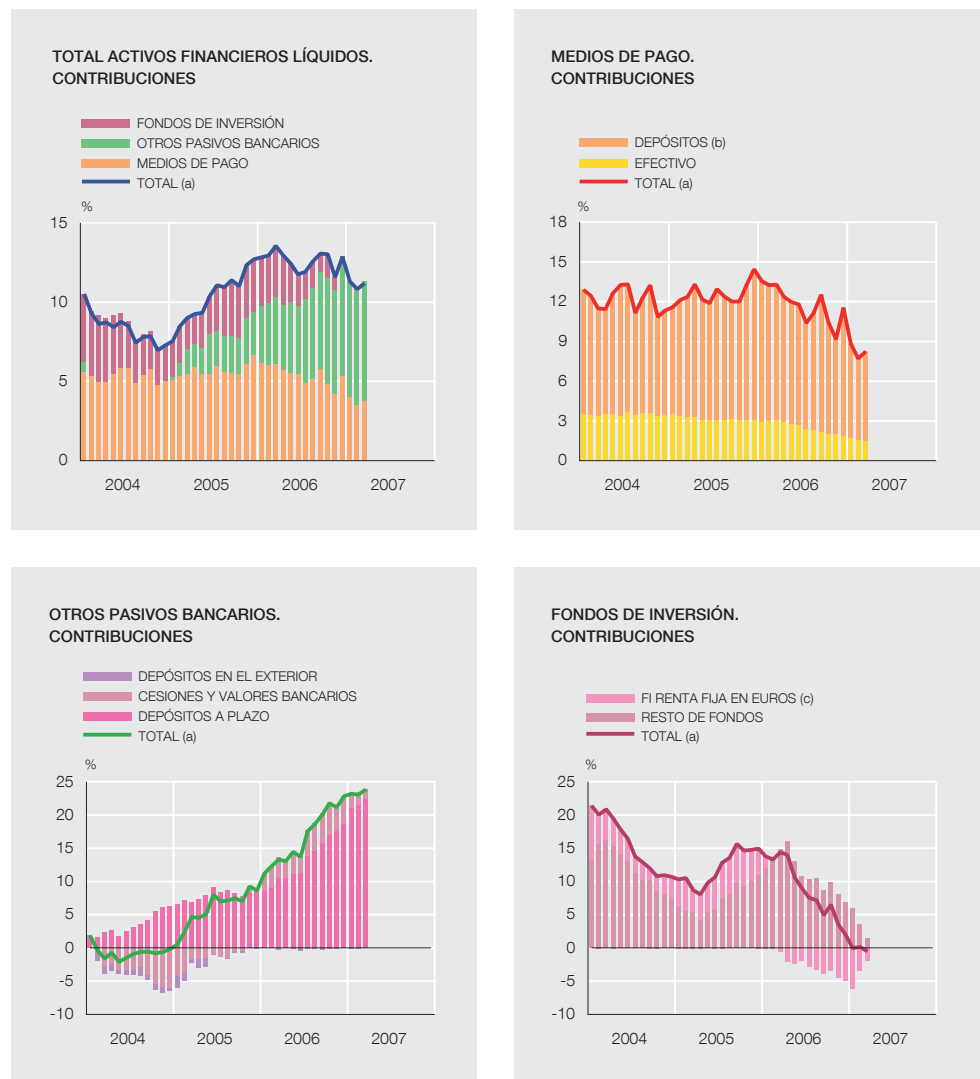 TOTAL ACTIVOS FINANCIEROS LÍQUIDOS.
CONTRIBUCIONES
FONDOS DE INVERSIÓN
OTROS PASIVOS BANCARIOS
MEDIOS DE PAGO
TOTAL (a)
%
15
10
5
0
2004 2005 2006 2007
MEDIOS DE PAGO.
CONTRIBUCIONES
DEPÓSITOS (b)
EFECTIVO
TOTAL (a)
%
18
15
12
9
6
3
0
2004 2005 2006 2007
OTROS PASIVOS BANCARIOS.
CONTRIBUCIONES
DEPÓSITOS EN EL EXTERIOR
CESIONES Y VALORES BANCARIOS
DEPÓSITOS A PLAZO
TOTAL (a)
%
25
20
15
10
5
0
-5
-10
2004 2005 2006 2007
FONDOS DE INVERSIÓN.
CONTRIBUCIONES
FI RENTA FIJA EN EUROS (c)
RESTO DE FONDOS
TOTAL (a)
%
25
20
15
10
5
0
-5
-10
2004 2005 2006 2007